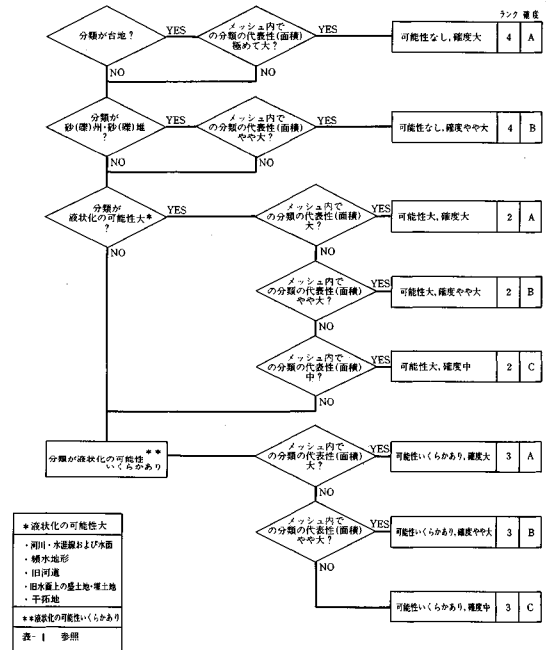 ランク 確度
分類が台地?
YES
メッシュ内で
の分類の代表性(面積)
極めて大?
YES
可能性なし,確度大 4 A
NO
NO
分類が
砂(礫)州・砂(礫)堆
?
YES
メッシュ内で
の分類の代表性(面積)
やや大?
YES
可能性なし,確度やや大 4 B
NO
NO
分類が
液状化の可能性大*
?
YES
メッシュ内で
の分類の代表性(面積)
大?
YES
可能性大,確度大 2 A
NO
NO
メッシュ内で
の分類の代表性(面積)
やや大?
YES
可能性大,確度やや大 2 B
NO
メッシュ内で
の分類の代表性(面積)
中?
YES
可能性大,確度中 2 C
NO
分類が液状化の可能性**
いくらかあり
メッシュ内で
の分類の代表性(面積)
大?
YES
可能性いくらかあり,確度大 3 A
NO
メッシュ内で
の分類の代表性(面積)
やや大?
YES
可能性いくらかあり,確度やや大 3 B
NO
可能性いくらかあり,確度中 3 C
*液状化の可能性大
・河川・水涯線および水面
・頻水地形
・旧河道
・旧水面上の盛土地・埋土地
・干拓地
**液状化の可能性いくらかあり
表-1 参照